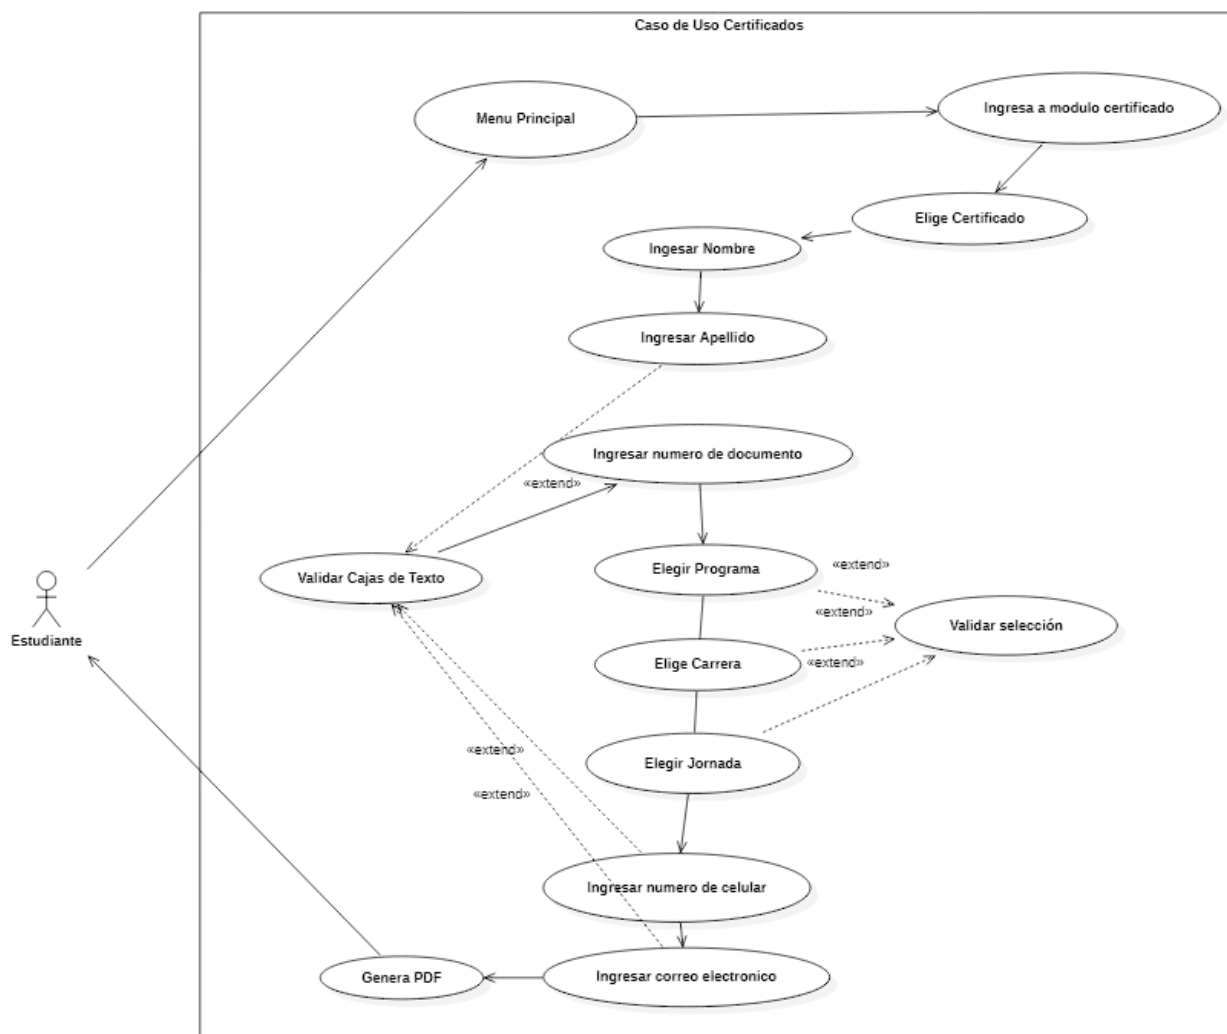 Caso de Uso Certificados
Menu Principal
Ingresa a modulo certificado
Elige Certificado
Ingesar Nombre
Ingresar Apellido
Ingresar numero de documento
«extend»
Validar Cajas de Texto
Elegir Programa
«extend»
«extend»
Validar selección
Estudiante
Elige Carrera
«extend»
«extend»
Elegir Jornada
«extend»
Ingresar numero de celular
Ingresar correo electronico
Genera PDF